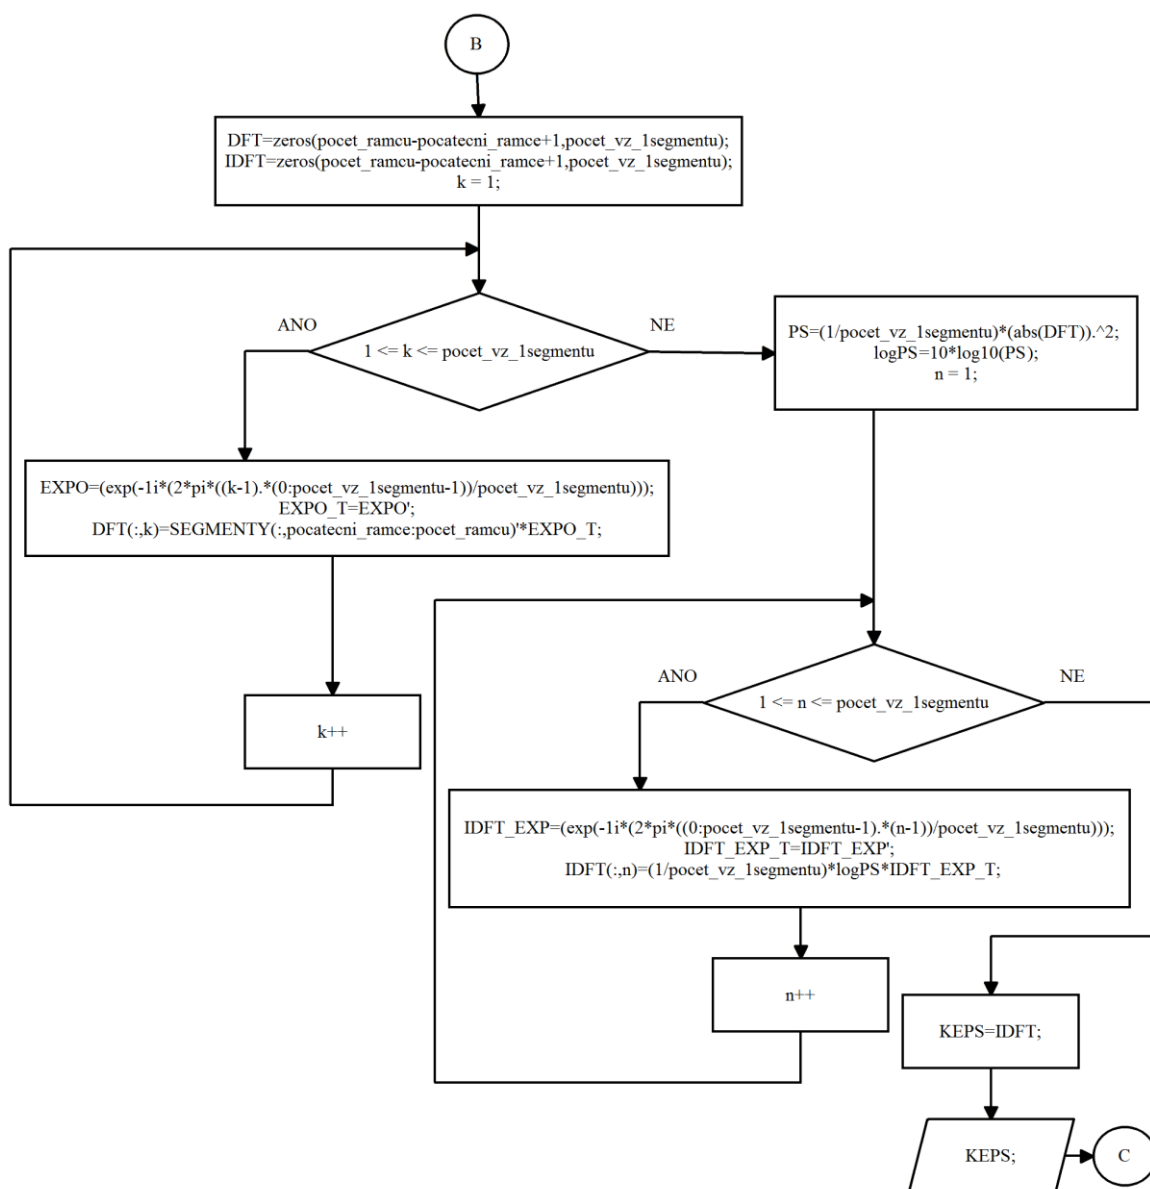 B
DFT=zeros(pocet_ramcu-pocatecni_ramce+1,pocet_vz_1segmentu);
IDFT=zeros(pocet_ramcu-pocatecni_ramce+1,pocet_vz_1segmentu);
k = 1;
ANO
1 <= k <= pocet_vz_1segmentu
NE
PS=(1/pocet_vz_1segmentu)*(abs(DFT)).^2;
logPS=10*log10(PS);
n = 1;
EXPO=(exp(-1i*(2*pi*((k-1).*(0:pocet_vz_1segmentu-1))/pocet_vz_1segmentu)));
EXPO_T=EXPO';
DFT(:,k)=SEGMENTY(:,pocatecni_ramce:pocet_ramcu)'*EXPO_T;
k++
ANO
1 <= n <= pocet_vz_1segmentu
NE
IDFT_EXP=(exp(-1i*(2*pi*((0:pocet_vz_1segmentu-1).*(n-1))/pocet_vz_1segmentu)));
IDFT_EXP_T=IDFT_EXP';
IDFT(:,n)=(1/pocet_vz_1segmentu)*logPS*IDFT_EXP_T;
n++
KEPS=IDFT;
KEPS;
C